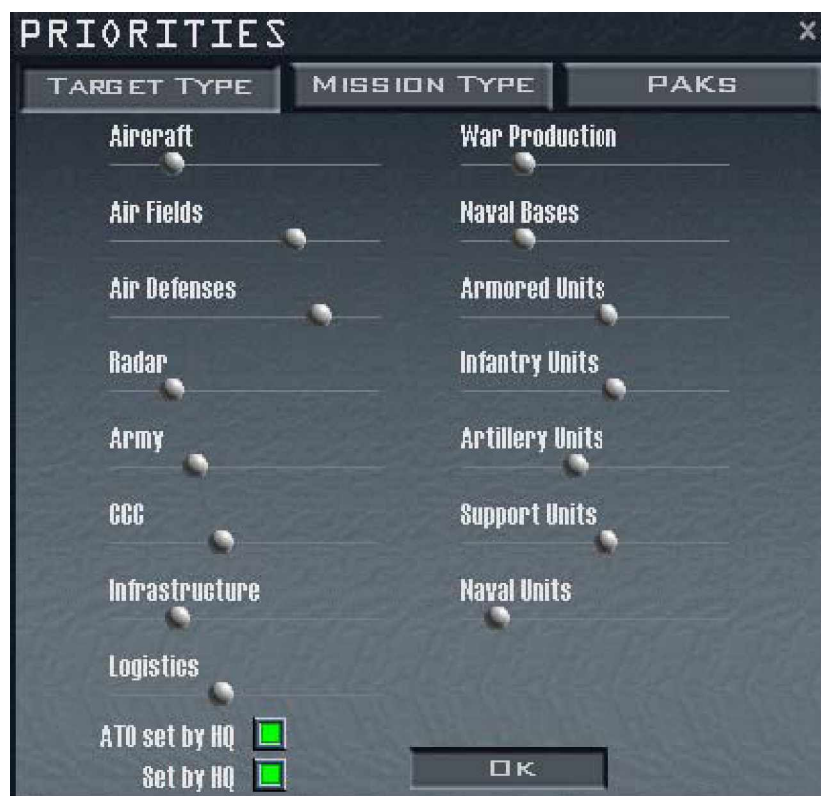 PRIORITIES X
TARGET TYPE MISSION TYPE PAKS
Aircraft War Production
Air Fields Naval Bases
Air Defenses Armored Units
Radar Infantry Units
Army Artillery Units
CCC Support Units
Infrastructure Naval Units
Logistics
ATO set by HQ
Set by HQ OK